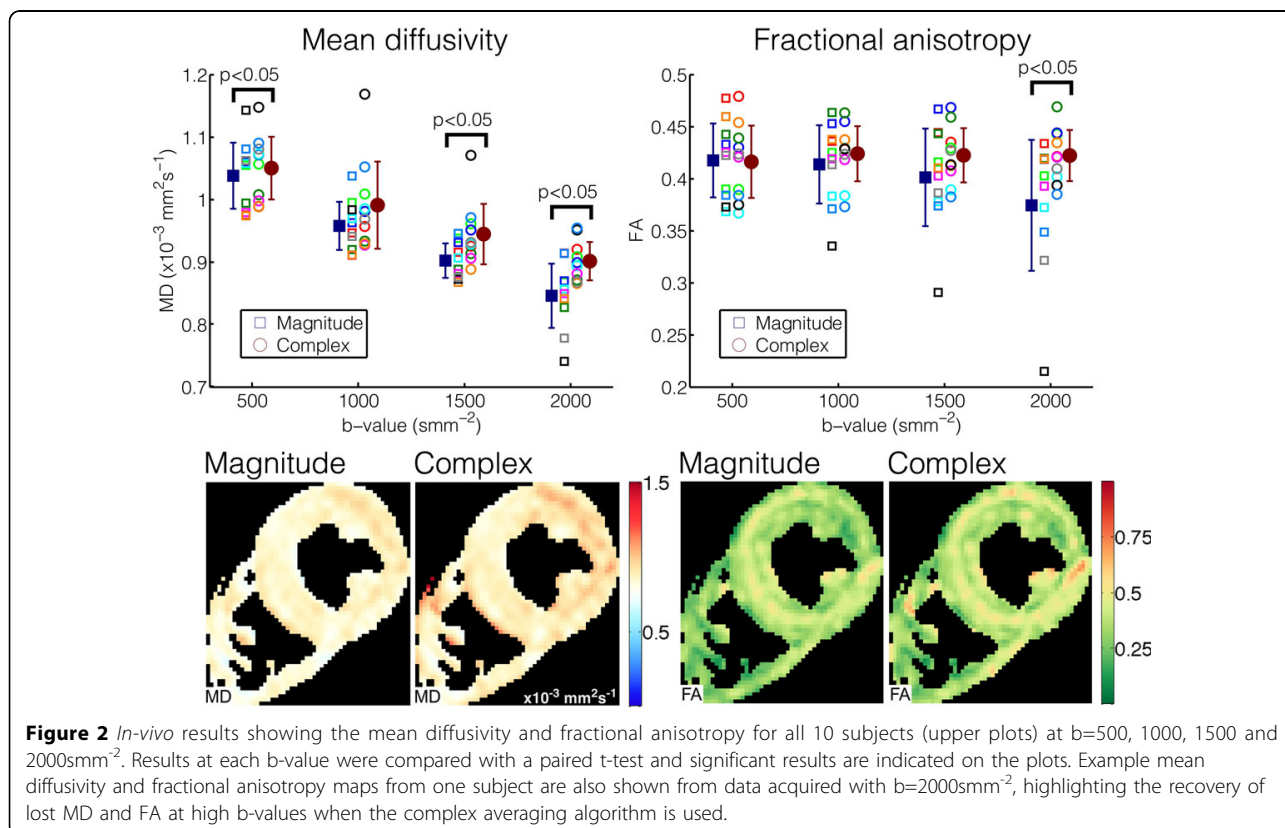 Mean diffusivity
Fractional anisotropy
p<0.05
p<0.05
p<0.05
1.2
1.1
1
0.9
0.8
0.7
MD (x10⁻³ mm²s⁻¹)
Magnitude
Complex
500
1000
1500
2000
b–value (smm⁻²)
p<0.05
0.5
0.45
0.4
0.35
0.3
0.25
0.2
FA
Magnitude
Complex
500
1000
1500
2000
b–value (smm⁻²)
Magnitude
Complex
MD
MD
x10⁻³ mm²s⁻¹
1.5
0.5
Magnitude
Complex
FA
FA
0.75
0.5
0.25
Figure 2 In-vivo results showing the mean diffusivity and fractional anisotropy for all 10 subjects (upper plots) at b=500, 1000, 1500 and
2000smm⁻². Results at each b-value were compared with a paired t-test and significant results are indicated on the plots. Example mean
diffusivity and fractional anisotropy maps from one subject are also shown from data acquired with b=2000smm⁻², highlighting the recovery of
lost MD and FA at high b-values when the complex averaging algorithm is used.